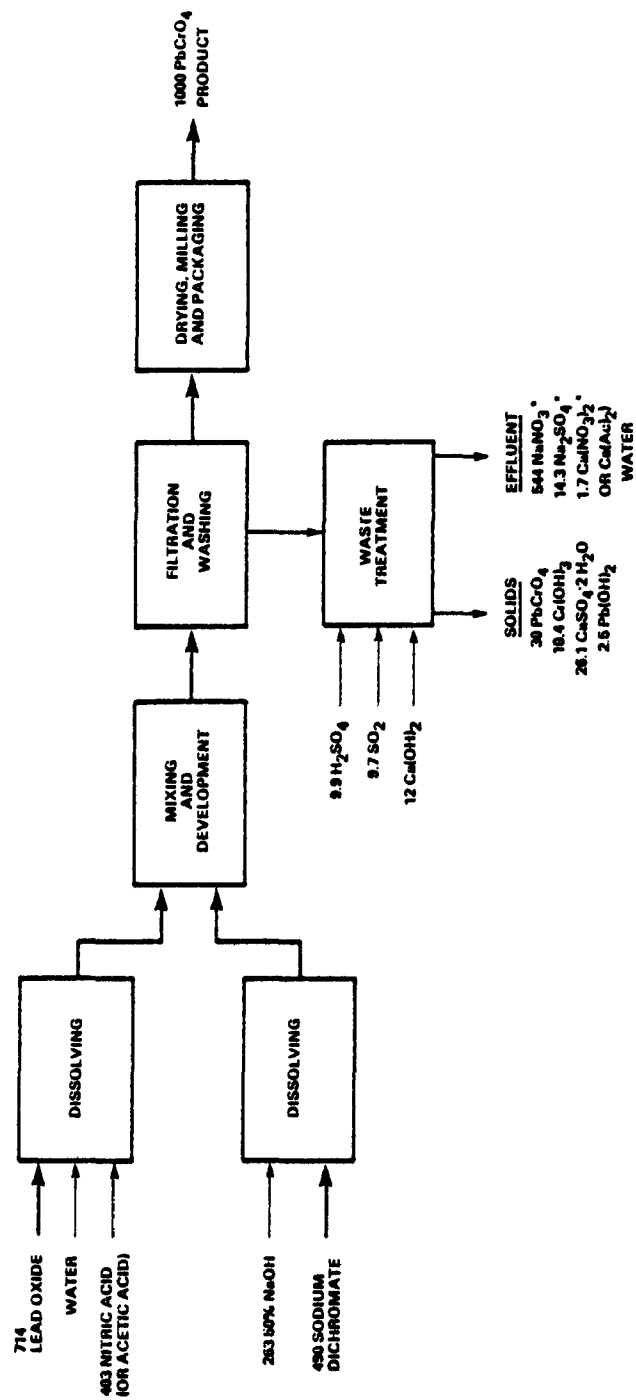 714
LEAD OXIDE
WATER
403 NITRIC ACID
(OR ACETIC ACID)
DISSOLVING
263 50% NaOH
490 SODIUM
DICHROMATE
DISSOLVING
MIXING
AND
DEVELOPMENT
FILTRATION
AND
WASHING
DRYING, MILLING
AND PACKAGING
1000 PbCrO4
PRODUCT
9.9 H2SO4
9.7 SO2
12 Ca(OH)2
WASTE
TREATMENT
SOLIDS
30 PbCrO4
10.4 Cr(OH)3
26.1 CaSO4·2 H2O
2.5 Pb(OH)2
EFFLUENT
544 NaNO3*
14.3 Na2SO4*
1.7 Ca(NO3)2*
OR Ca(Ac)2)
WATER